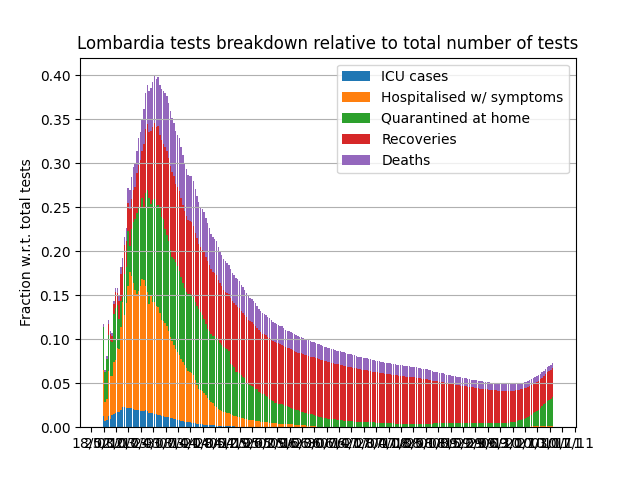 Lombardia tests breakdown relative to total number of tests
ICU cases
Hospitalised w/ symptoms
Quarantined at home
Recoveries
Deaths
0.40
0.35
0.30
0.25
0.20
0.15
0.10
0.05
0.00
Fraction w.r.t. total tests